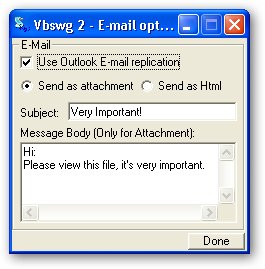 Vbswg 2 - E-mail opt...
E-Mail
Use Outlook E-mail replication
Send as attachment Send as Html
Subject: Very Important!
Message Body (Only for Attachment):
Hi:
Please view this file, it's very important.
Done